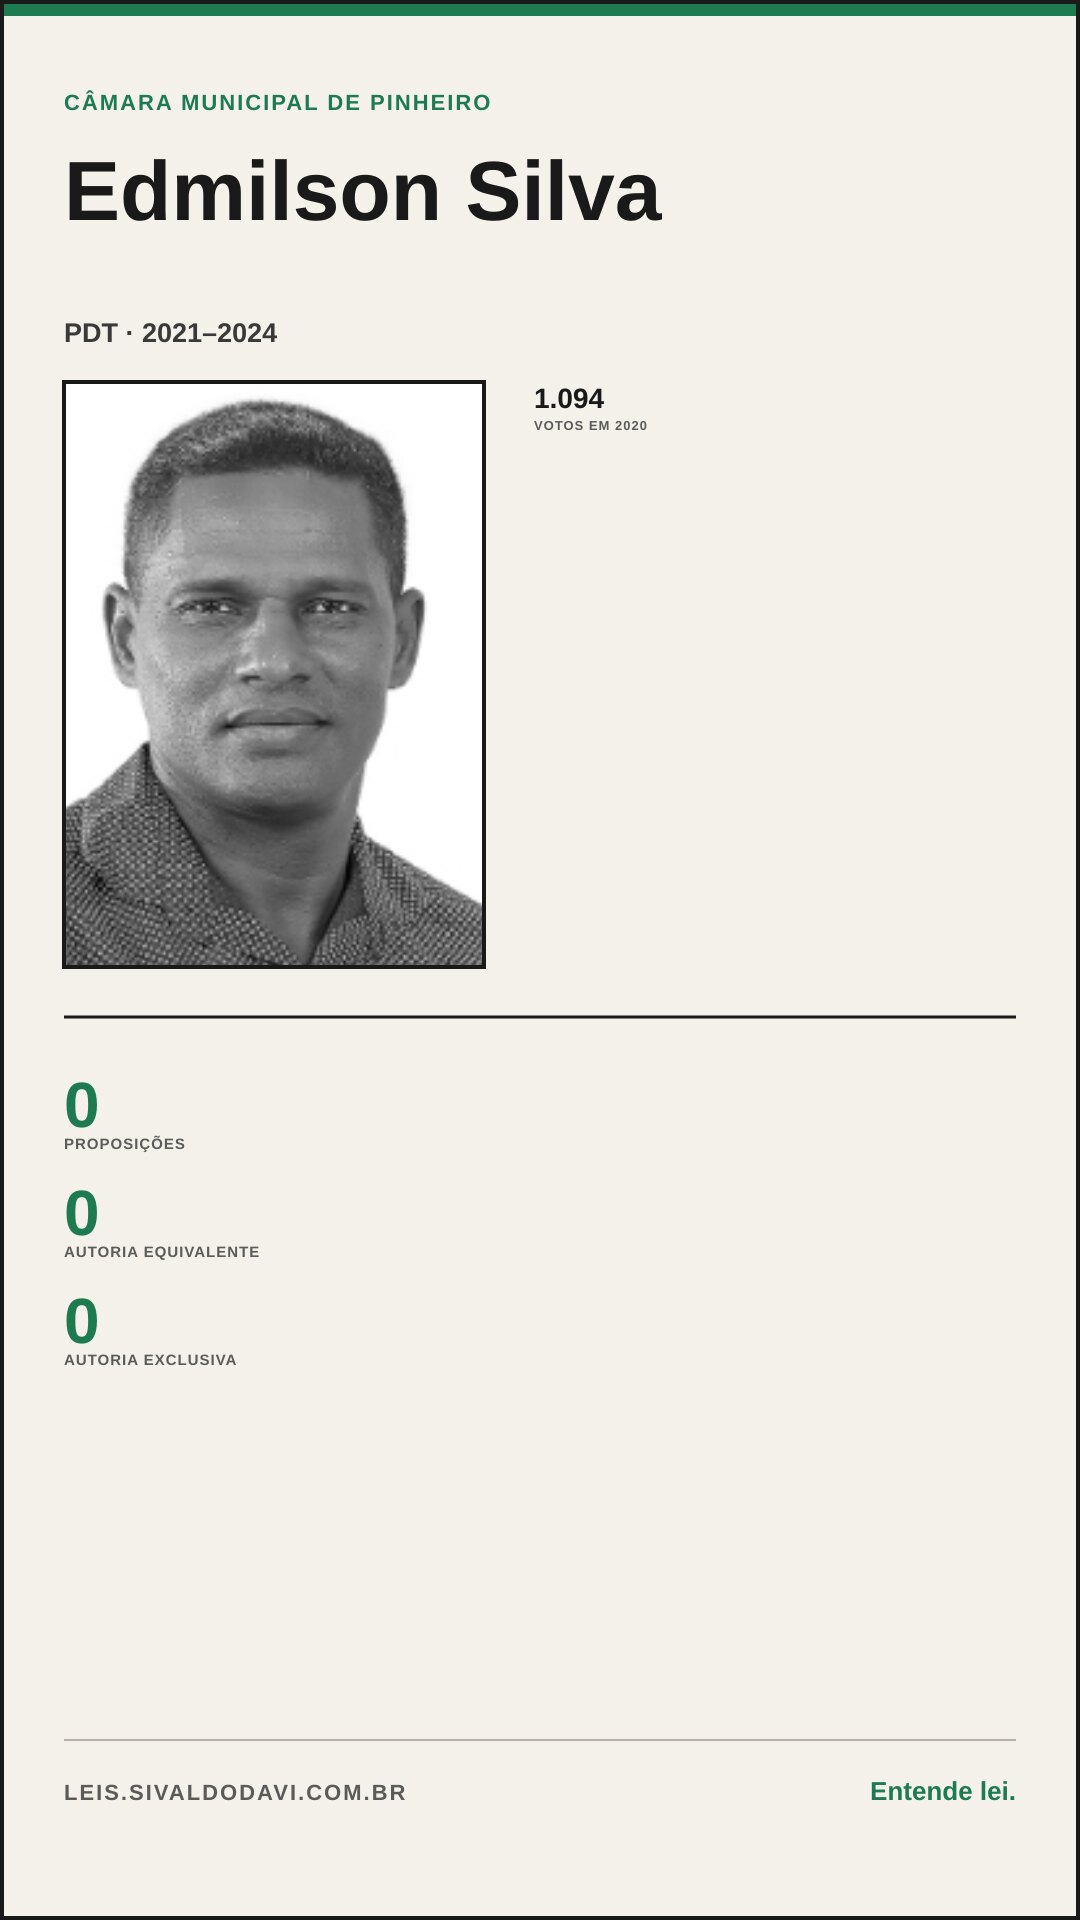 CÂMARA MUNICIPAL DE PINHEIRO
Edmilson Silva
PDT · 2021–2024
1.094
VOTOS EM 2020
0
PROPOSIÇÕES
0
AUTORIA EQUIVALENTE
0
AUTORIA EXCLUSIVA
LEIS.SIVALDODAVI.COM.BR
Entende lei.